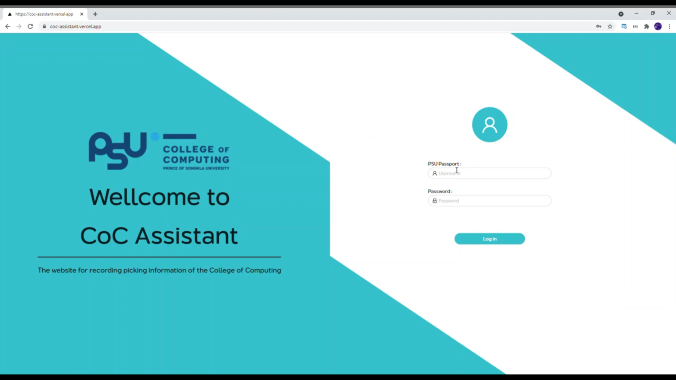 https://coc-assistant.vercel.app
coc-assistant.vercel.app
PSU
COLLEGE OF
COMPUTING
PRINCE OF SONGKLA UNIVERSITY
Wellcome to
CoC Assistant
The website for recording picking information of the College of Computing
PSU Passport :
Username
Password :
Password
Log in